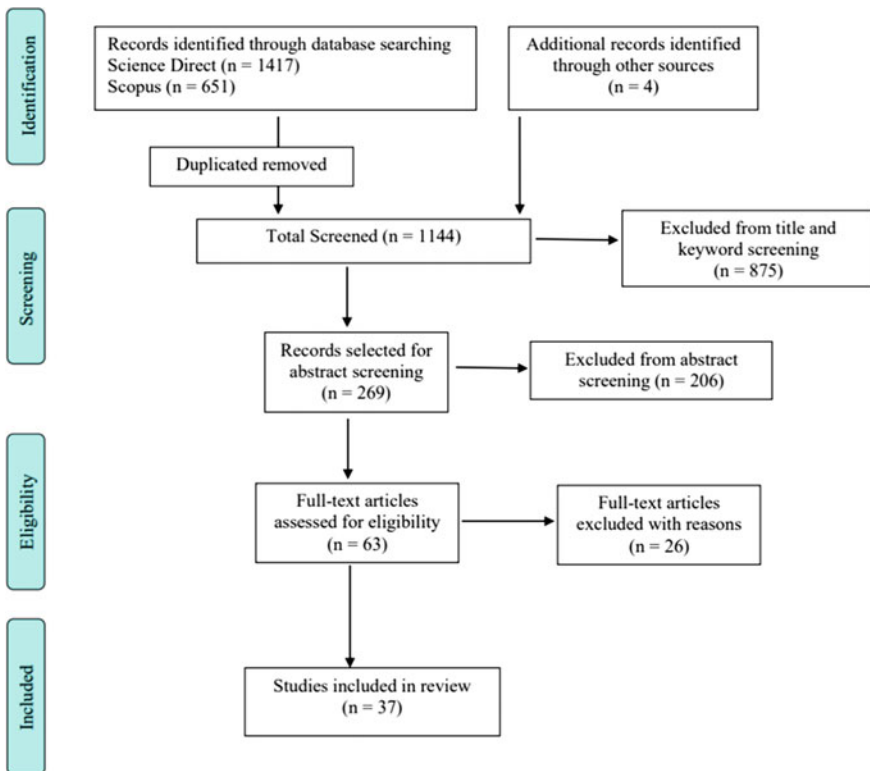 Identification
Records identified through database searching
Science Direct (n = 1417)
Scopus (n = 651)
Additional records identified
through other sources
(n = 4)
Duplicated removed
Screening
Total Screened (n = 1144)
Excluded from title and
keyword screening
(n = 875)
Records selected for
abstract screening
(n = 269)
Excluded from abstract
screening (n = 206)
Eligibility
Full-text articles
assessed for eligibility
(n = 63)
Full-text articles
excluded with reasons
(n = 26)
Included
Studies included in review
(n = 37)